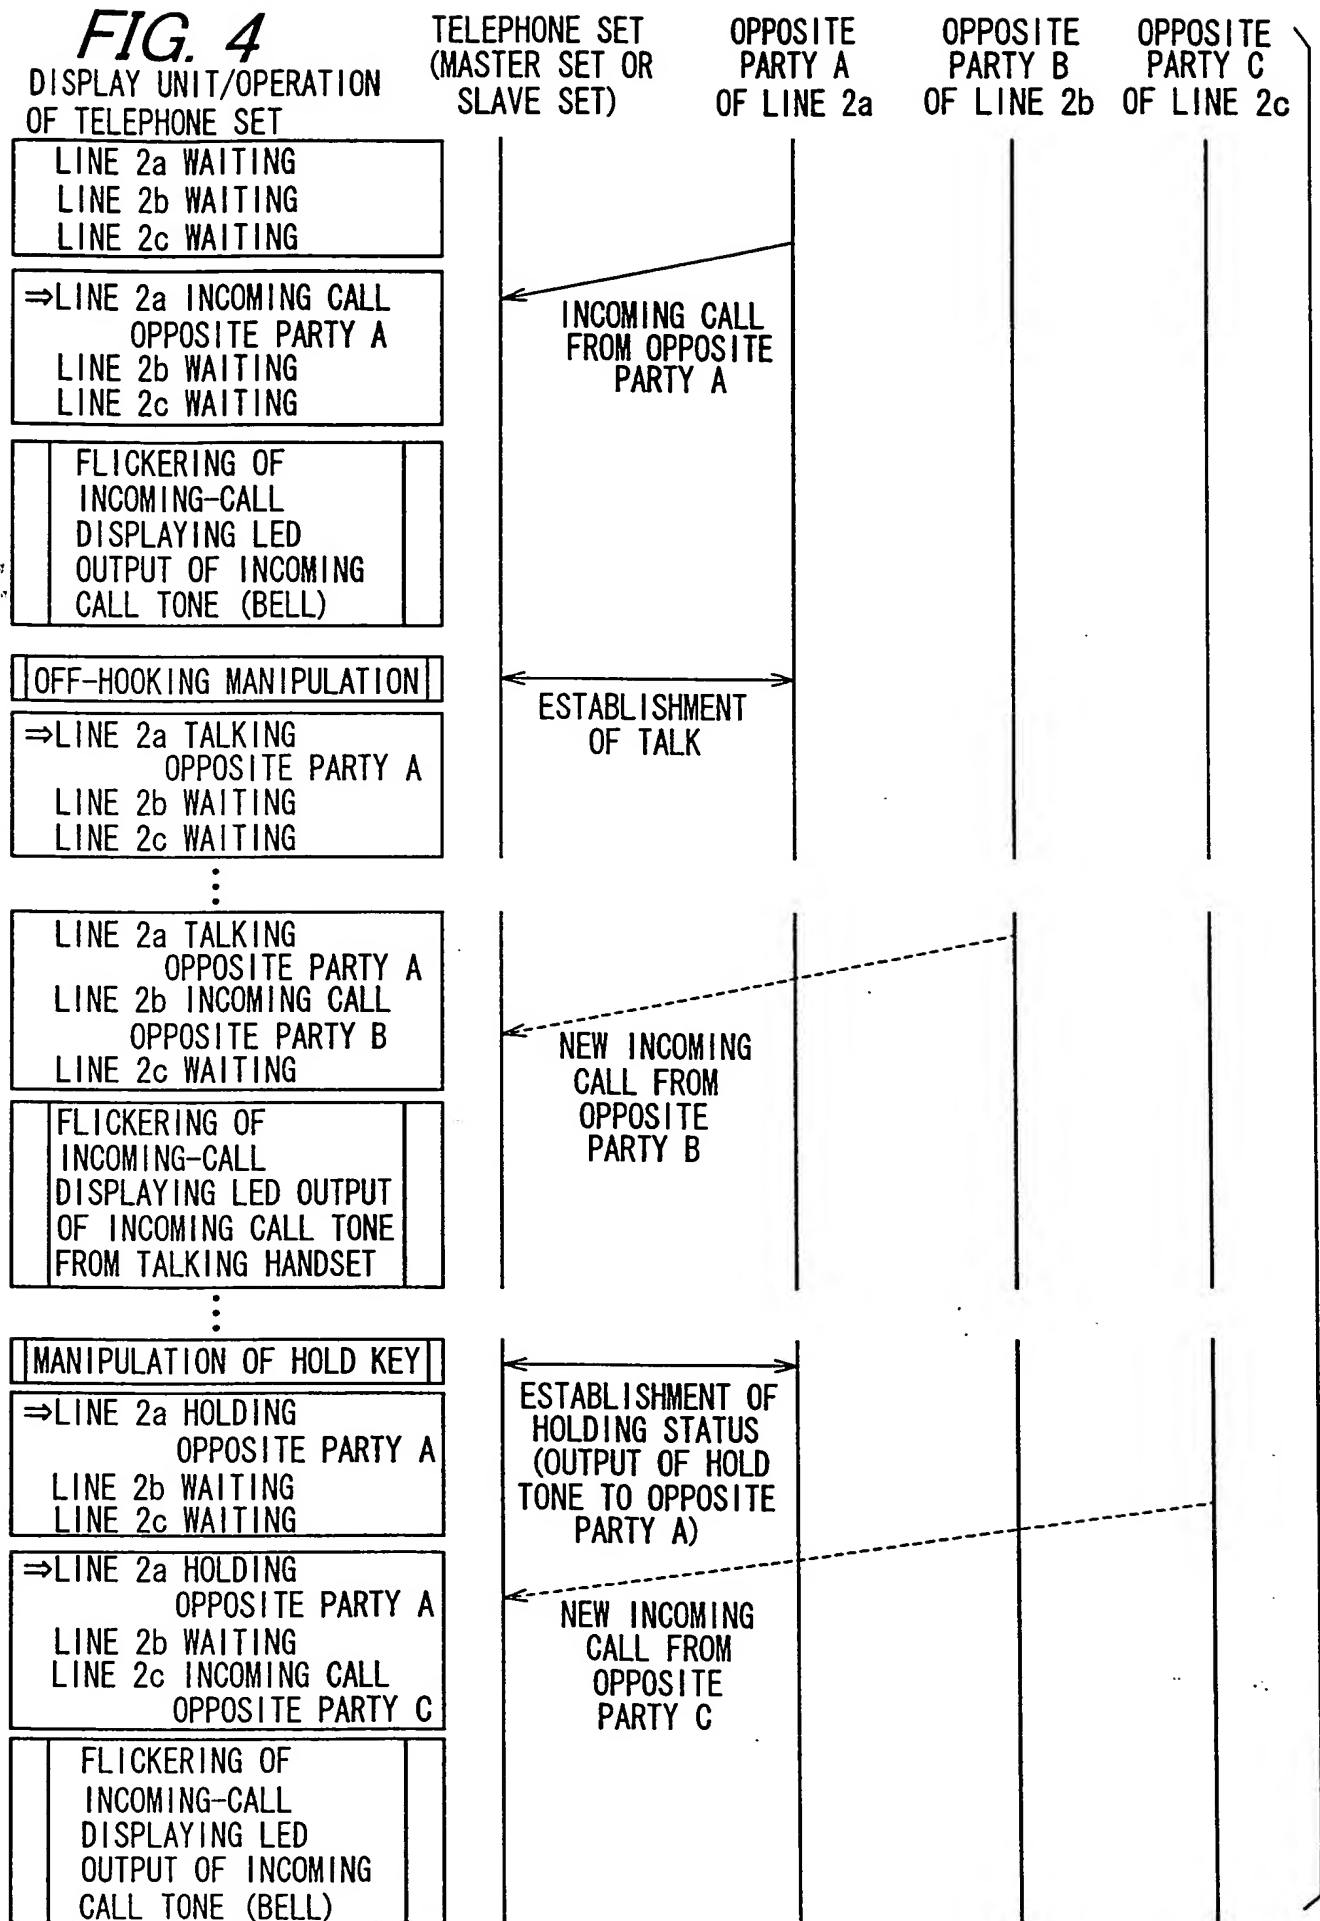 FIG. 4
DISPLAY UNIT/OPERATION
OF TELEPHONE SET
TELEPHONE SET
(MASTER SET OR
SLAVE SET)
OPPOSITE
PARTY A
OF LINE 2a
OPPOSITE
PARTY B
OF LINE 2b
OPPOSITE
PARTY C
OF LINE 2c
LINE 2a WAITING
LINE 2b WAITING
LINE 2c WAITING
⇒LINE 2a INCOMING CALL
OPPOSITE PARTY A
LINE 2b WAITING
LINE 2c WAITING
INCOMING CALL
FROM OPPOSITE
PARTY A
FLICKERING OF
INCOMING-CALL
DISPLAYING LED
OUTPUT OF INCOMING
CALL TONE (BELL)
OFF-HOOKING MANIPULATION
ESTABLISHMENT
OF TALK
⇒LINE 2a TALKING
OPPOSITE PARTY A
LINE 2b WAITING
LINE 2c WAITING
LINE 2a TALKING
OPPOSITE PARTY A
LINE 2b INCOMING CALL
OPPOSITE PARTY B
LINE 2c WAITING
NEW INCOMING
CALL FROM
OPPOSITE
PARTY B
FLICKERING OF
INCOMING-CALL
DISPLAYING LED OUTPUT
OF INCOMING CALL TONE
FROM TALKING HANDSET
MANIPULATION OF HOLD KEY
ESTABLISHMENT OF
HOLDING STATUS
(OUTPUT OF HOLD
TONE TO OPPOSITE
PARTY A)
⇒LINE 2a HOLDING
OPPOSITE PARTY A
LINE 2b WAITING
LINE 2c WAITING
⇒LINE 2a HOLDING
OPPOSITE PARTY A
LINE 2b WAITING
LINE 2c INCOMING CALL
OPPOSITE PARTY C
NEW INCOMING
CALL FROM
OPPOSITE
PARTY C
FLICKERING OF
INCOMING-CALL
DISPLAYING LED
OUTPUT OF INCOMING
CALL TONE (BELL)